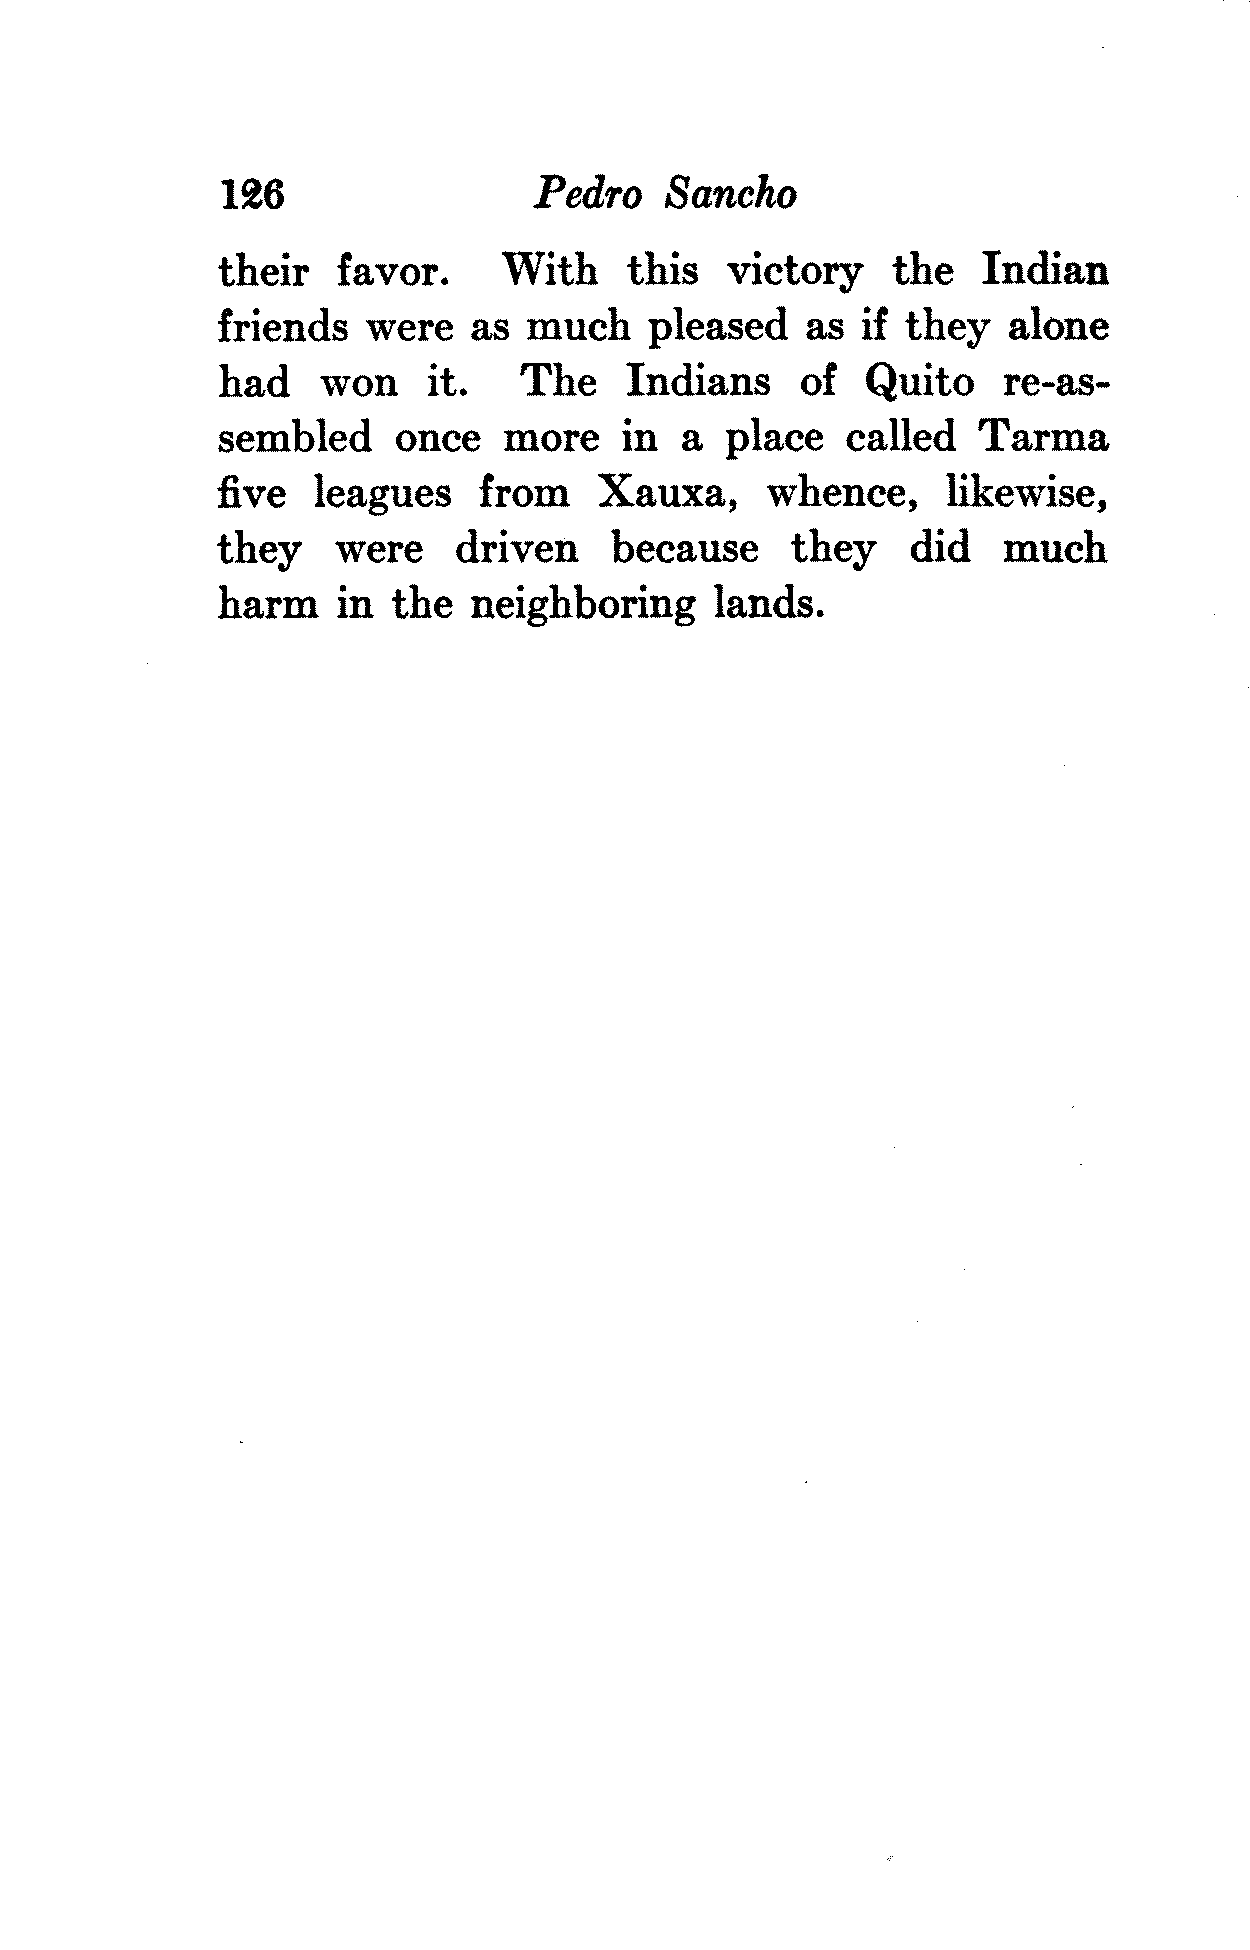 126 Pedro Sancho
their favor. With this victory the Indian
friends were as much pleased as if they alone
had won it. The Indians of Quito re-as-
sembled once more in a place called Tarma
five leagues from Xauxa, whence, likewise,
they were driven because they did much
harm in the neighboring lands.